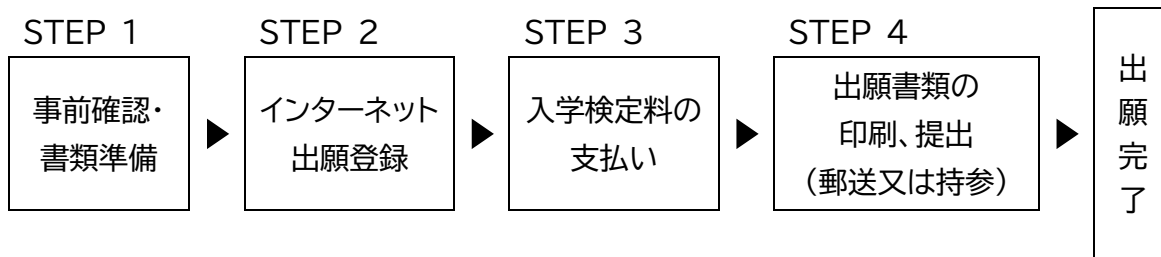 STEP 1
事前確認・
書類準備
STEP 2
インターネット
出願登録
STEP 3
入学検定料の
支払い
STEP 4
出願書類の
印刷、提出
(郵送又は持参)
出願完了